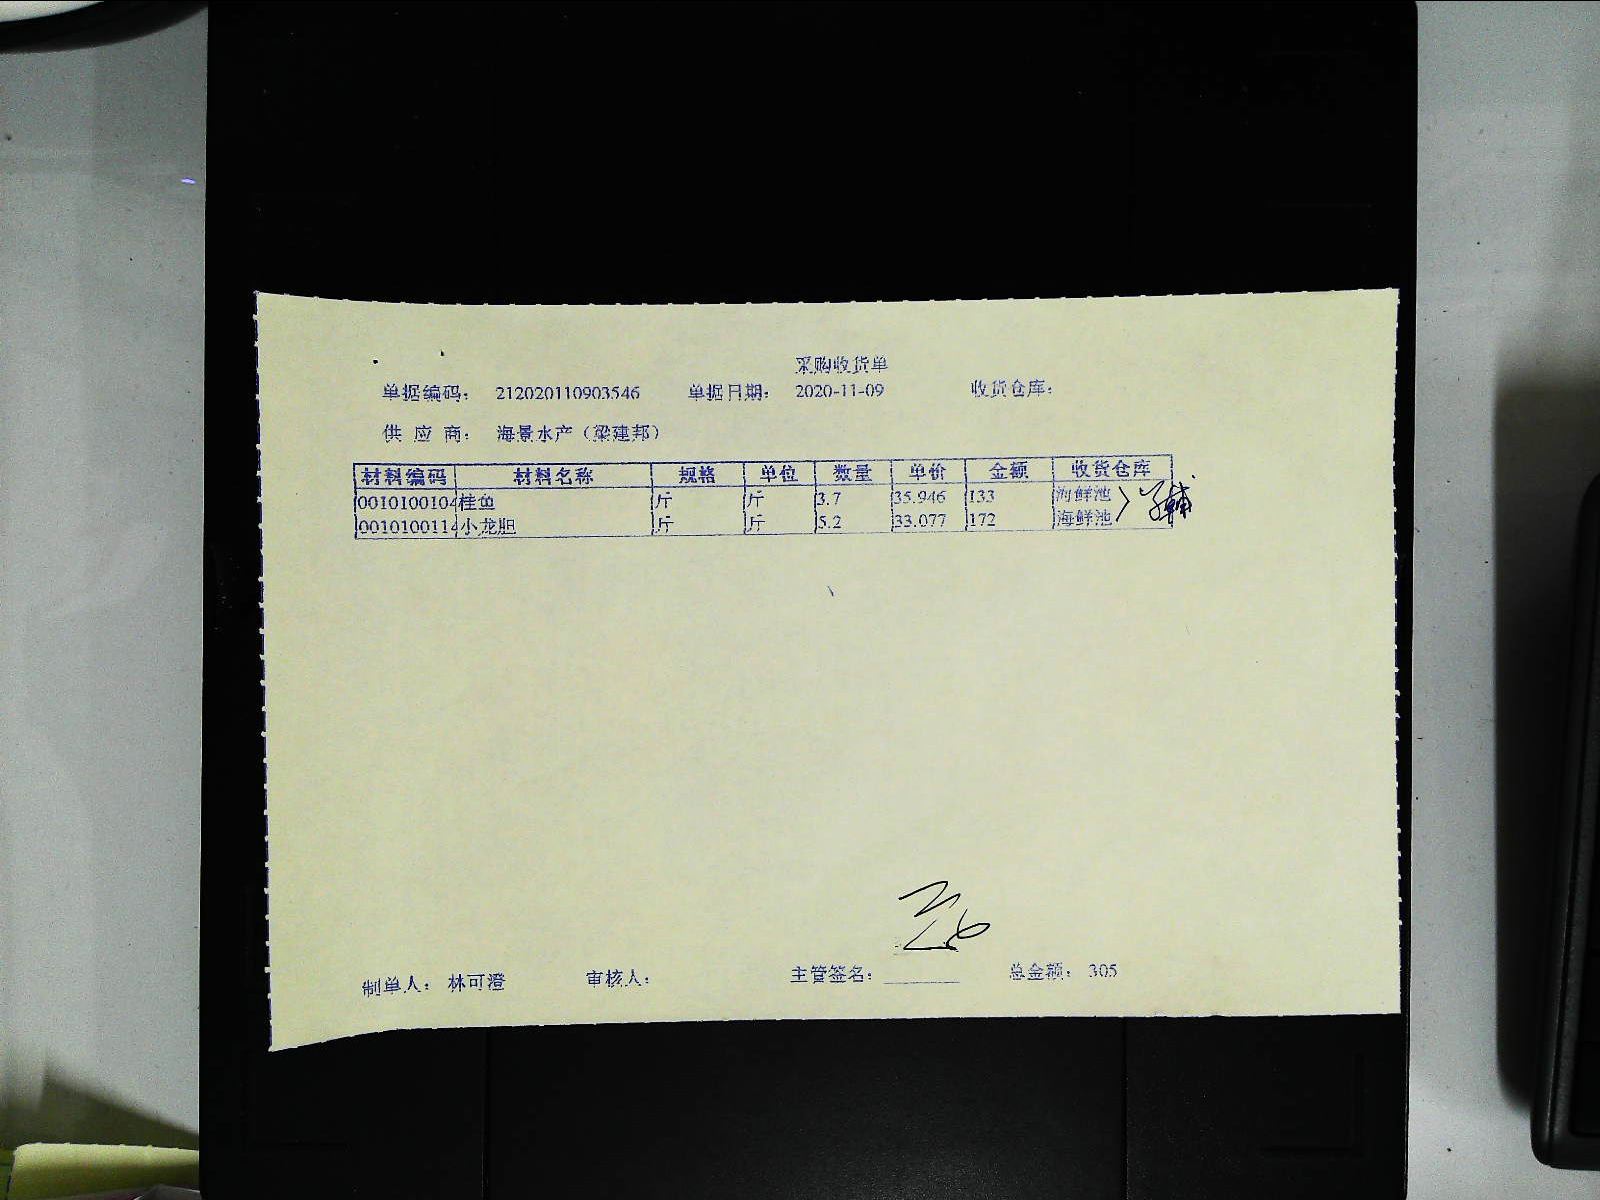 采购收货单
单据编码： 212020110903546 单据日期： 2020-11-09 收货仓库：
供 应 商： 海景水产（梁建邦）
材料编码 材料名称 规格 单位 数量 单价 金额 收货仓库
0010100104 桂鱼 斤 斤 3.7 35.946 133 海鲜池
0010100114 小龙胆 斤 斤 5.2 33.077 172 海鲜池
制单人： 林可澄 审核人： 主管签名： 总金额： 305